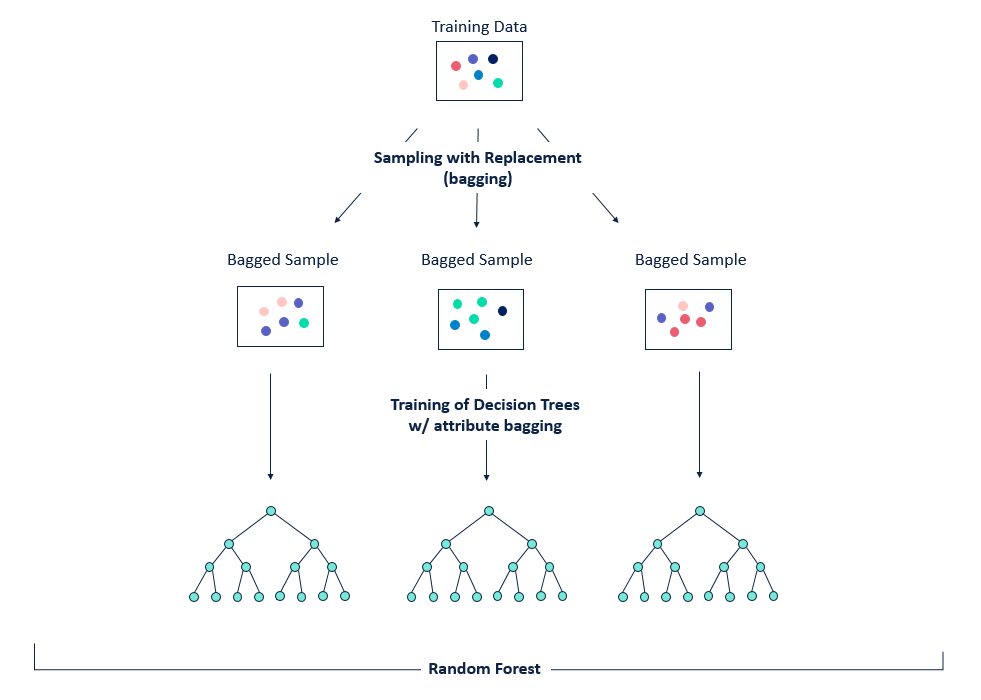 Training Data
Sampling with Replacement
(bagging)
Bagged Sample
Bagged Sample
Bagged Sample
Training of Decision Trees
w/ attribute bagging
Random Forest